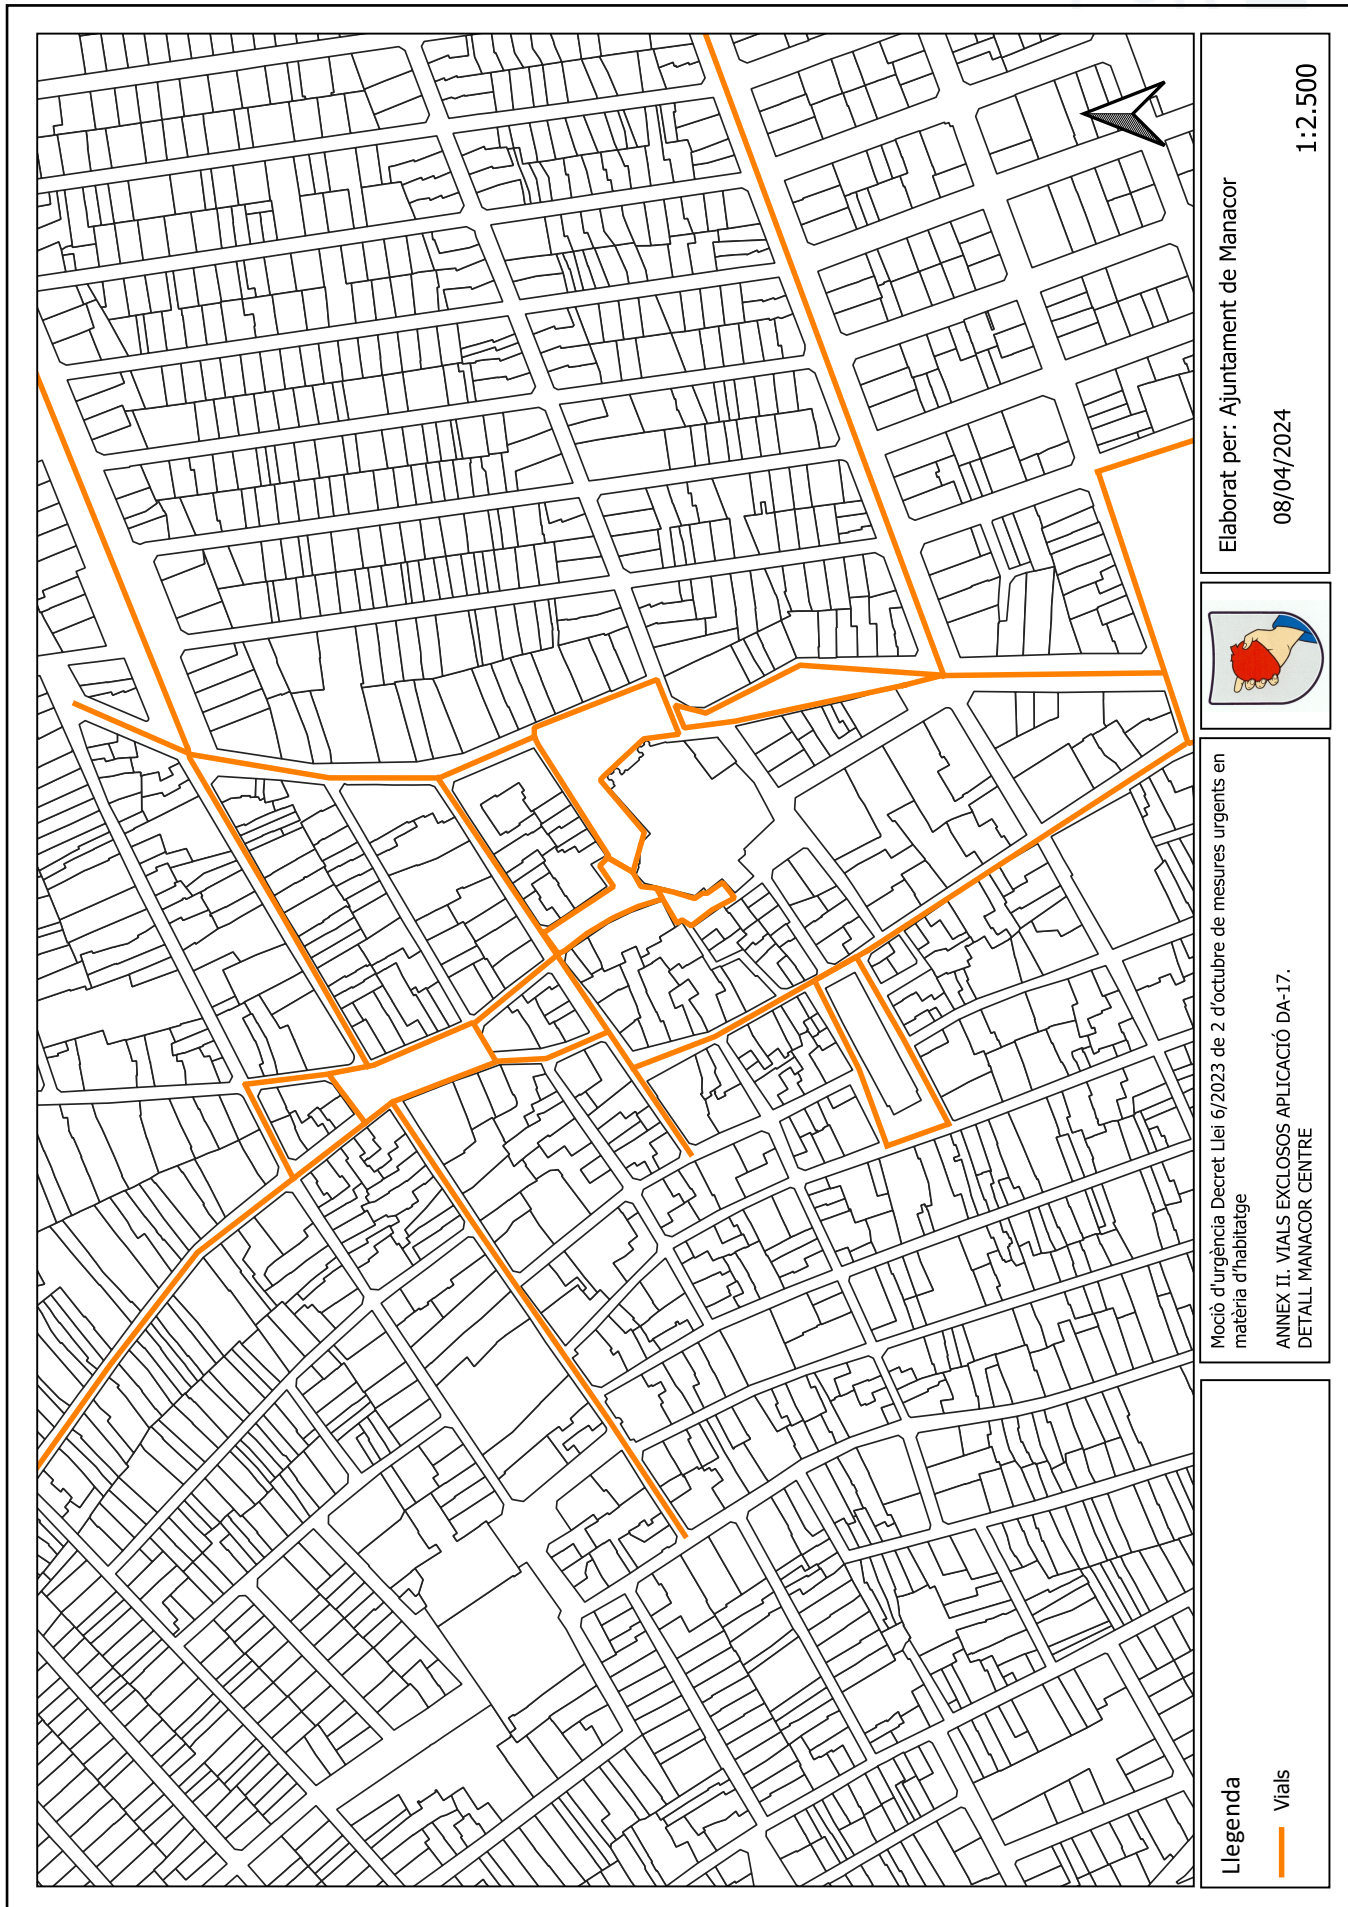 Llegenda
Vials
Moció d'urgència Decret Llei 6/2023 de 2 d'octubre de mesures urgents en
matèria d'habitatge
ANNEX II. VIALS EXCLOSOS APLICACIÓ DA-17.
DETALL MANACOR CENTRE
Elaborat per: Ajuntament de Manacor
08/04/2024
1:2.500